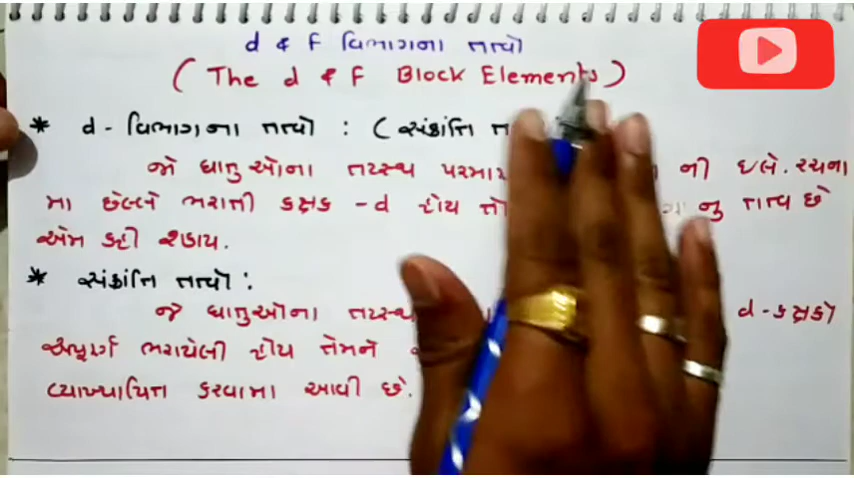 d & f વિભાગના તત્વો
(The d & f Block Elements)
* d - વિભાગના તત્વો : (સંક્રાંતિ
જો ધાતુઓના તટસ્થ ની ઇલે. રચના
મા છેલ્લે ભરાતી કક્ષક - d હોય તો નુ તત્વ છે
એમ કહી શકાય.
* સંક્રાંતિ તત્વો :
જે ધાતુઓના તટસ્થ d-કક્ષકો
અપૂર્ણ ભરાયેલી હોય તેમને
વ્યાખ્યાયિત કરવામા આવી છે.